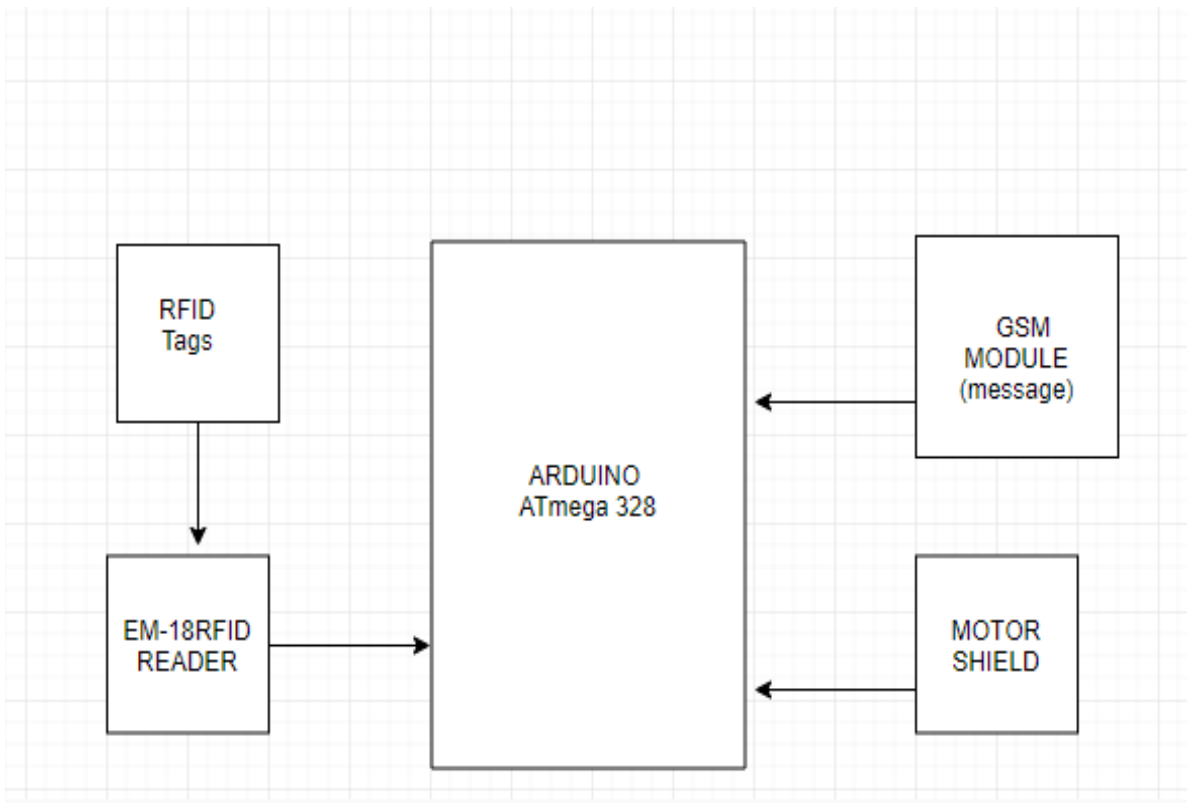 RFID
Tags
EM-18RFID
READER
ARDUINO
ATmega 328
GSM
MODULE
(message)
MOTOR
SHIELD